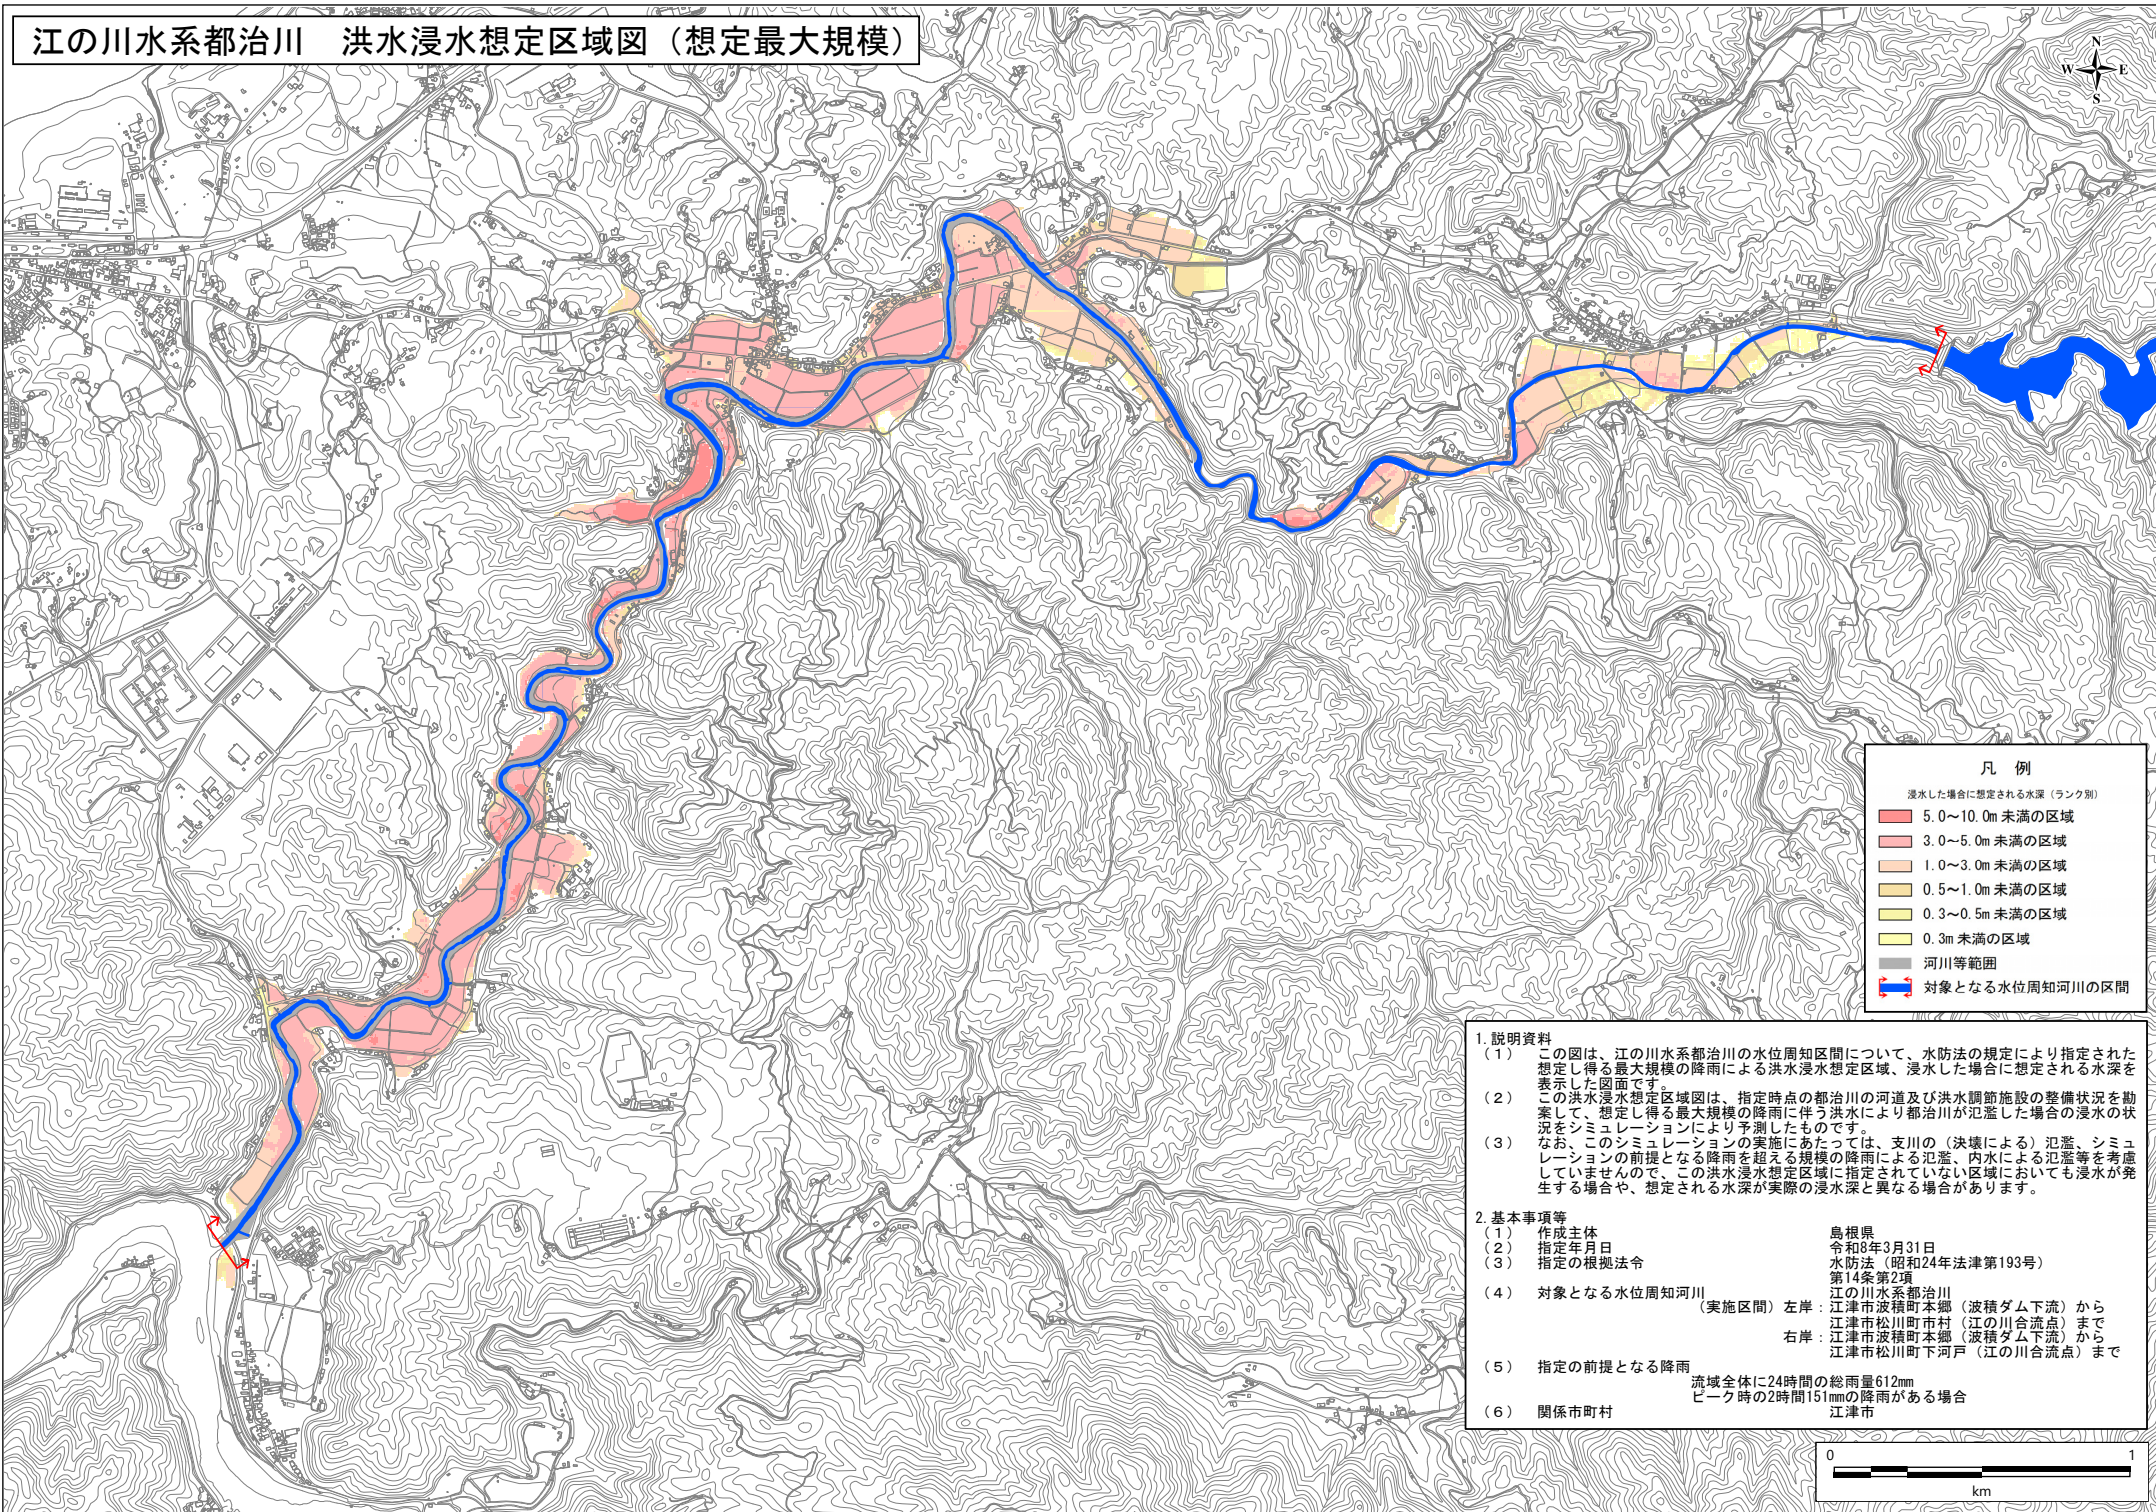 江の川水系都治川　洪水浸水想定区域図（想定最大規模）
N
W E
S
凡 例
浸水した場合に想定される水深（ランク別）
5.0～10.0m 未満の区域
3.0～5.0m 未満の区域
1.0～3.0m 未満の区域
0.5～1.0m 未満の区域
0.3～0.5m 未満の区域
0.3m 未満の区域
河川等範囲
対象となる水位周知河川の区間
1.説明資料
（１） この図は、江の川水系都治川の水位周知区間について、水防法の規定により指定された
想定し得る最大規模の降雨による洪水浸水想定区域、浸水した場合に想定される水深を
表示した図面です。
（２） この洪水浸水想定区域図は、指定時点の都治川の河道及び洪水調節施設の整備状況を勘
案して、想定し得る最大規模の降雨に伴う洪水により都治川が氾濫した場合の浸水の状
況をシミュレーションにより予測したものです。
（３） なお、このシミュレーションの実施にあたっては、支川の（決壊による）氾濫、シミュ
レーションの前提となる降雨を超える規模の降雨による氾濫、内水による氾濫等を考慮
していませんので、この洪水浸水想定区域に指定されていない区域においても浸水が発
生する場合や、想定される水深が実際の浸水深と異なる場合があります。
2.基本事項等
（１） 作成主体 島根県
（２） 指定年月日 令和8年3月31日
（３） 指定の根拠法令 水防法（昭和24年法津第193号）
第14条第2項
（４） 対象となる水位周知河川 江の川水系都治川
（実施区間）左岸：江津市波積町本郷（波積ダム下流）から
江津市松川町市村（江の川合流点）まで
右岸：江津市波積町本郷（波積ダム下流）から
江津市松川町下河戸（江の川合流点）まで
（５） 指定の前提となる降雨
流域全体に24時間の総雨量612mm
ピーク時の2時間151mmの降雨がある場合
（６） 関係市町村 江津市
0 1
km